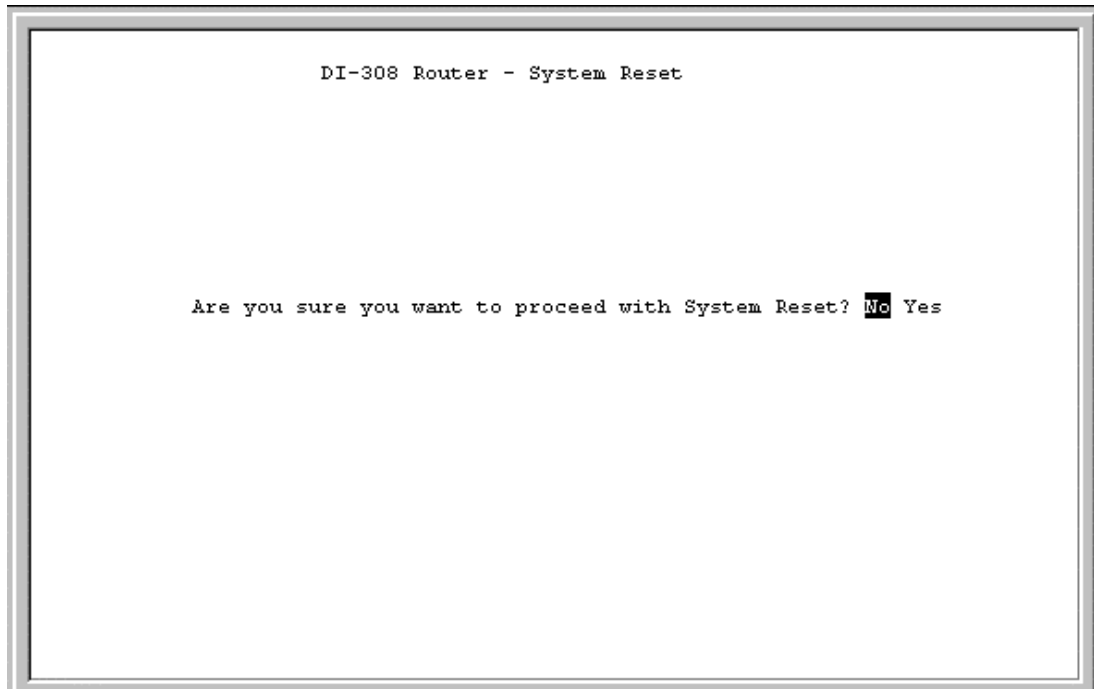 DI-308 Router - System Reset
Are you sure you want to proceed with System Reset? No Yes